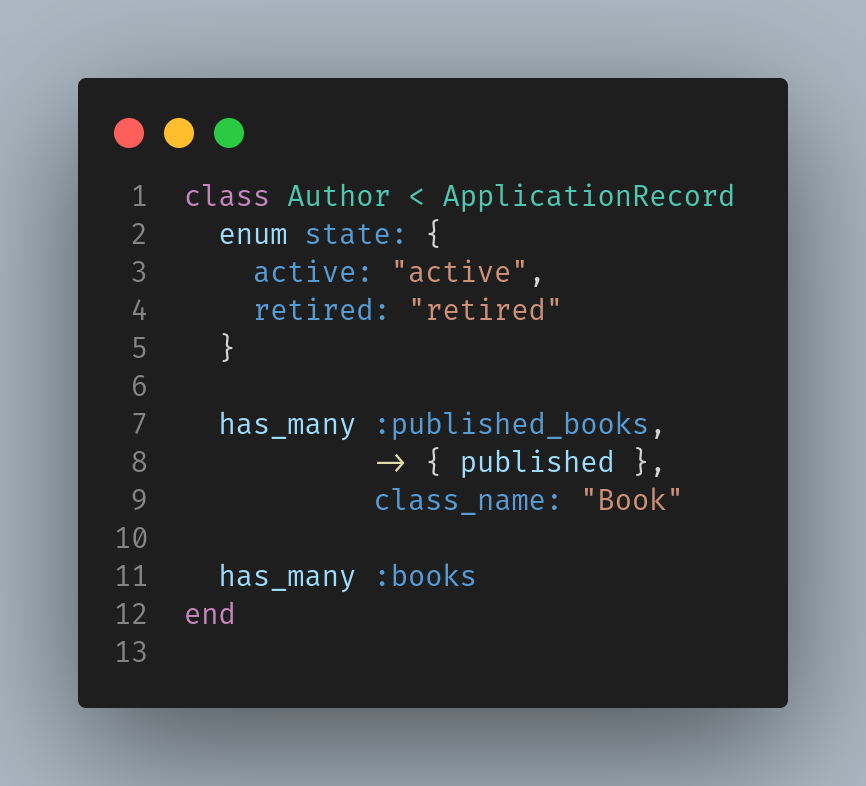 1 class Author < ApplicationRecord
2   enum state: {
3     active: "active",
4     retired: "retired"
5   }
6
7   has_many :published_books,
8            -> { published },
9            class_name: "Book"
10
11   has_many :books
12 end
13